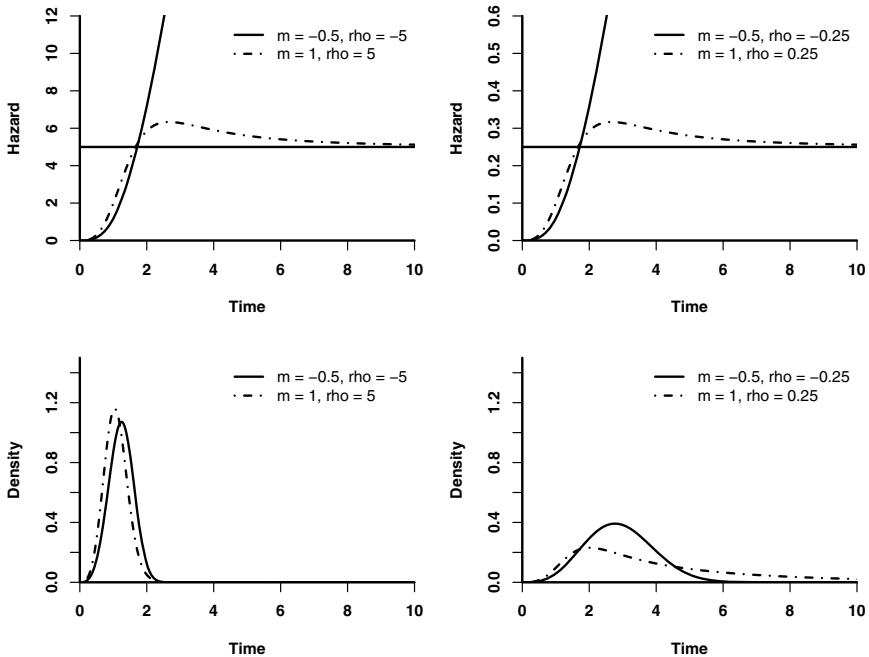 Hazard
12
10
8
6
4
2
0
m = −0.5, rho = −5
m = 1, rho = 5
0 2 4 6 8 10
Time
Hazard
0.6
0.5
0.4
0.3
0.2
0.1
0.0
m = −0.5, rho = −0.25
m = 1, rho = 0.25
0 2 4 6 8 10
Time
Density
1.2
0.8
0.4
0.0
m = −0.5, rho = −5
m = 1, rho = 5
0 2 4 6 8 10
Time
Density
1.2
0.8
0.4
0.0
m = −0.5, rho = −0.25
m = 1, rho = 0.25
0 2 4 6 8 10
Time